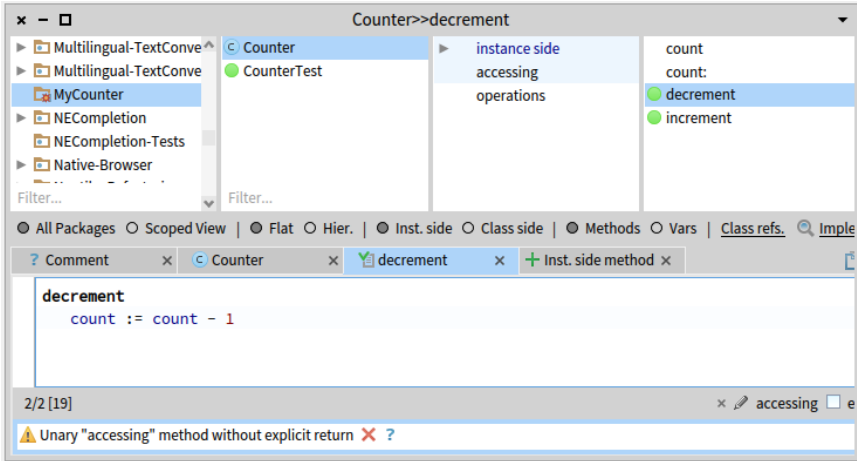 Counter>>decrement
Multilingual-TextConve
Multilingual-TextConve
MyCounter
NECompletion
NECompletion-Tests
Native-Browser
Filter...
Counter
CounterTest
Filter...
instance side
accessing
operations
count
count:
decrement
increment
All Packages Scoped View | Flat Hier. | Inst. side Class side | Methods Vars | Class refs. Imple
? Comment × C Counter × decrement × + Inst. side method ×
decrement
count := count - 1
2/2 [19] × accessing e
Unary "accessing" method without explicit return ?